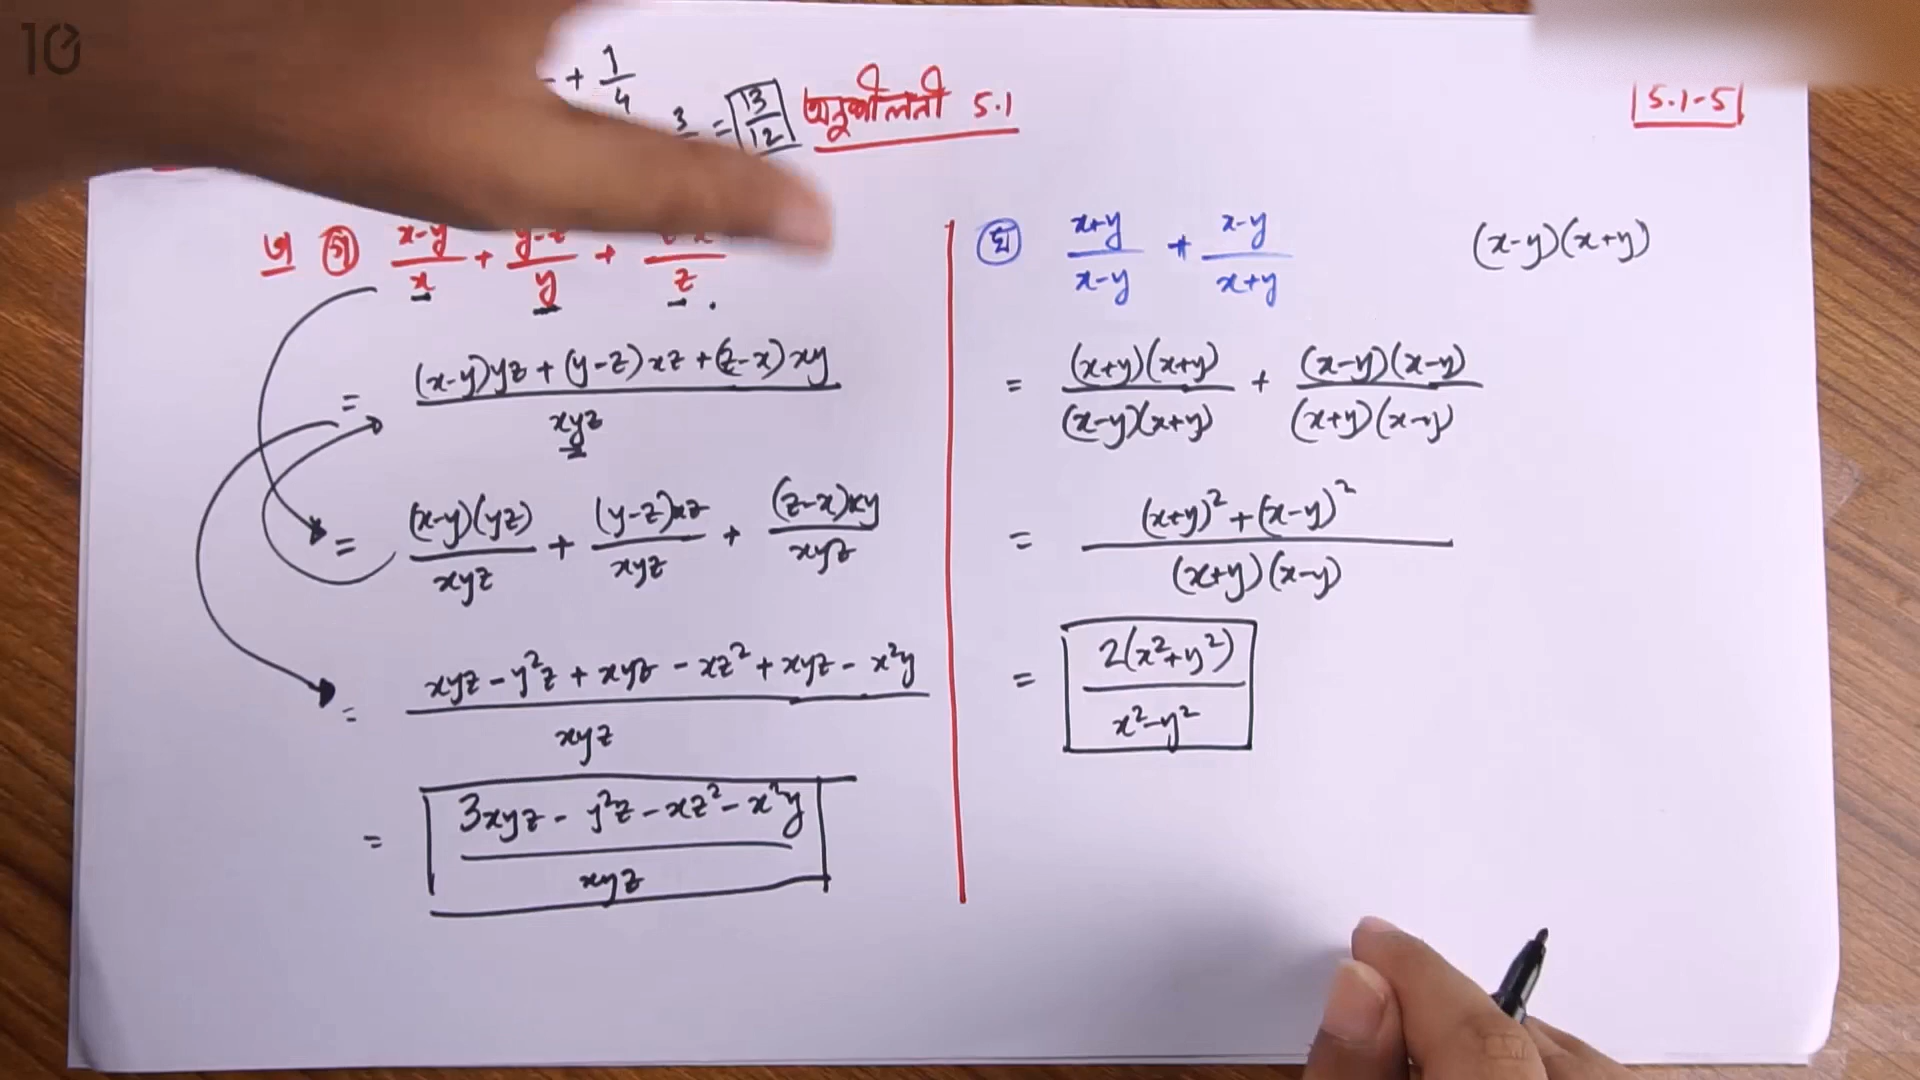 10
+ 1/4
3 = 13/12
অনুশীলনী 5.1
5.1-5
গ (x-y)/x + (y-z)/y + /z
= ((x-y)yz + (y-z)xz + (z-x)xy)/xyz
= (x-y)(yz)/xyz + (y-z)xz/xyz + (z-x)xy/xyz
= (xyz - y²z + xyz - xz² + xyz - x²y)/xyz
= (3xyz - y²z - xz² - x²y)/xyz
ঘ (x+y)/(x-y) + (x-y)/(x+y)
(x-y)(x+y)
= (x+y)(x+y)/(x-y)(x+y) + (x-y)(x-y)/(x+y)(x-y)
= ((x+y)² + (x-y)²)/(x+y)(x-y)
= 2(x²+y²)/(x²-y²)